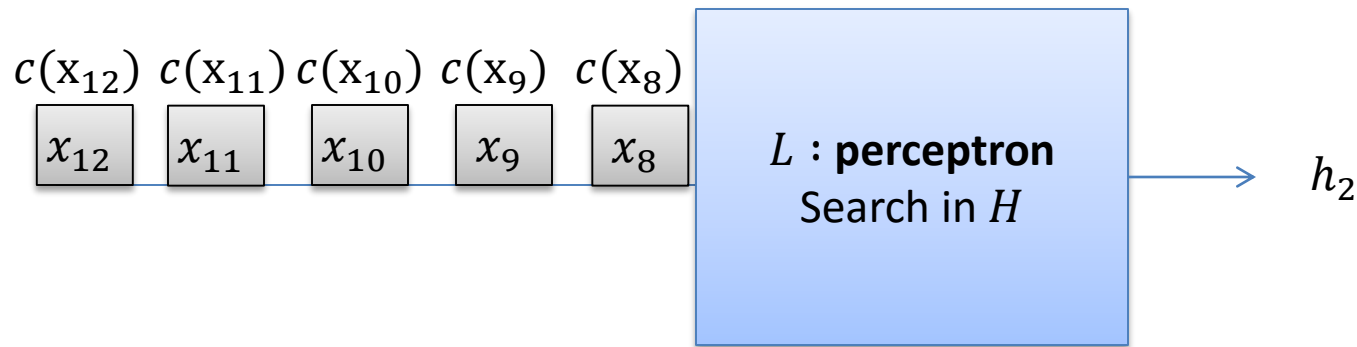 c(x₁₂) c(x₁₁) c(x₁₀) c(x₉) c(x₈)
x₁₂ x₁₁ x₁₀ x₉ x₈
L : perceptron
Search in H
h₂